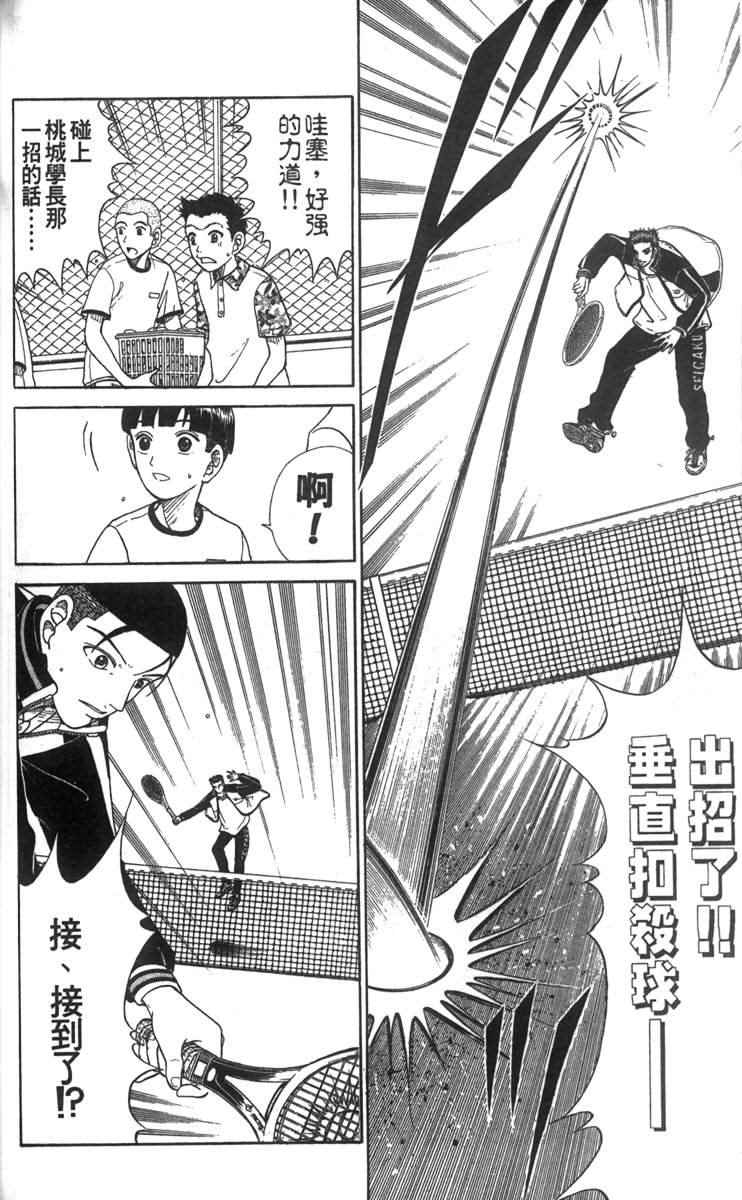 出招了!!
垂直扣殺球——
SEIGAKU
哇塞，好强
的力道!!
碰上
桃城學長那
一招的話……
啊！
接、接到了!?